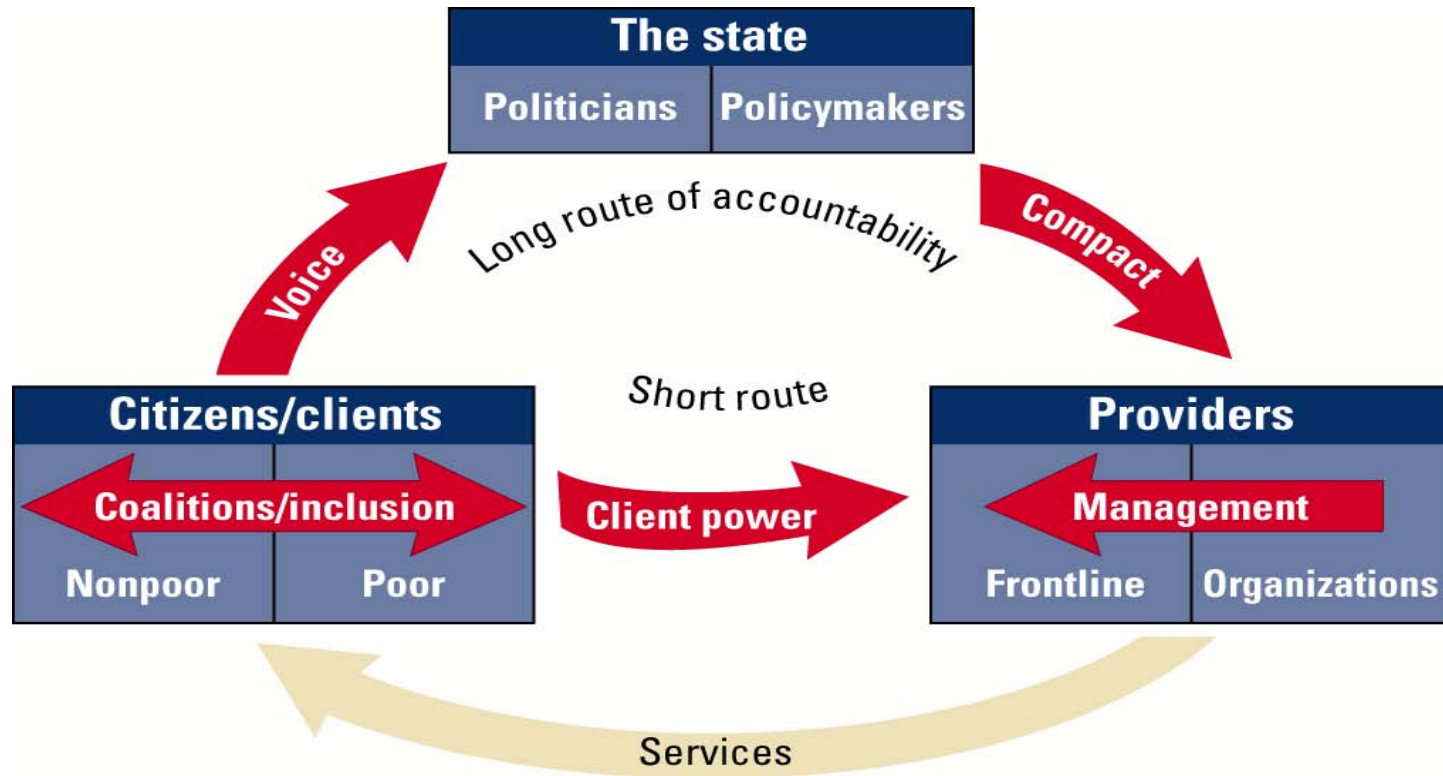 The state
Politicians
Policymakers
Long route of accountability
Voice
Compact
Short route
Citizens/clients
Coalitions/inclusion
Nonpoor
Poor
Client power
Providers
Management
Frontline
Organizations
Services